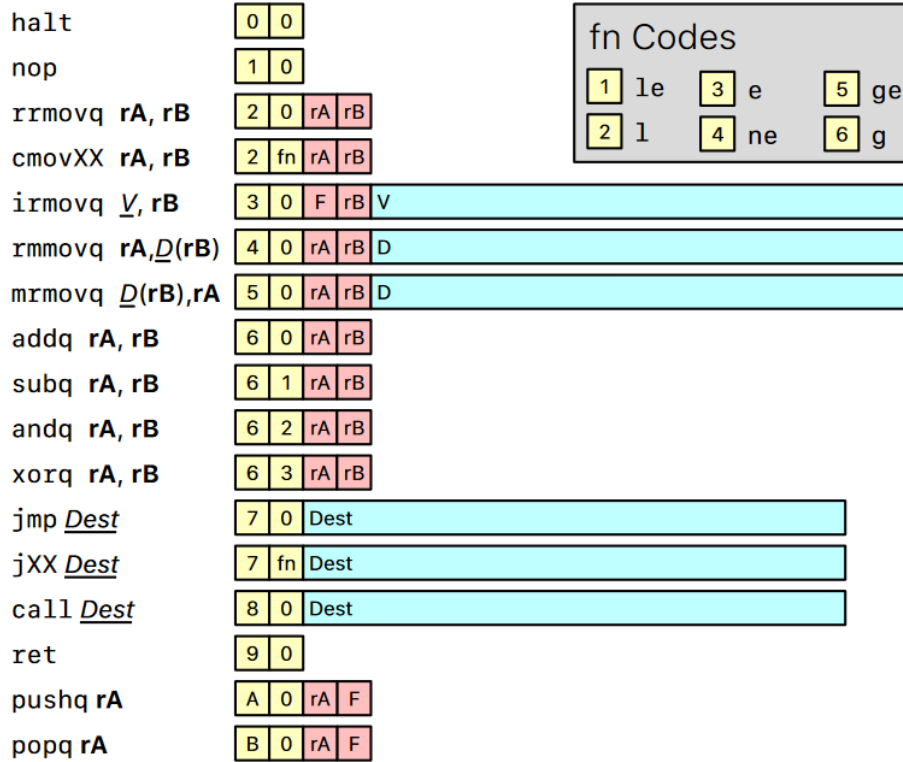 halt 0 0
nop 1 0
rrmovq rA, rB 2 0 rA rB
cmovXX rA, rB 2 fn rA rB
irmovq V, rB 3 0 F rB V
rmmovq rA,D(rB) 4 0 rA rB D
mrmovq D(rB),rA 5 0 rA rB D
addq rA, rB 6 0 rA rB
subq rA, rB 6 1 rA rB
andq rA, rB 6 2 rA rB
xorq rA, rB 6 3 rA rB
jmp Dest 7 0 Dest
jXX Dest 7 fn Dest
call Dest 8 0 Dest
ret 9 0
pushq rA A 0 rA F
popq rA B 0 rA F
fn Codes
1 le 3 e 5 ge
2 l 4 ne 6 g